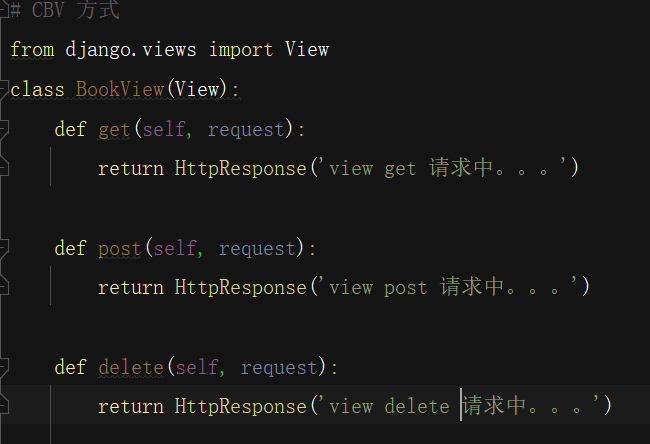 # CBV 方式
from django.views import View
class BookView(View):
    def get(self, request):
        return HttpResponse('view get 请求中。。。')
    def post(self, request):
        return HttpResponse('view post 请求中。。。')
    def delete(self, request):
        return HttpResponse('view delete 请求中。。。')